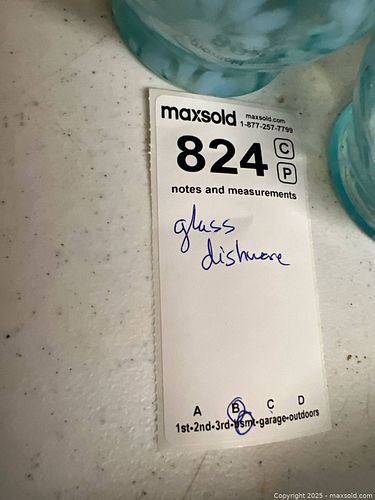 maxsold maxsold.com
1-877-257-7799
824 C
P
notes and measurements
glass
dishware
A B C D
1st-2nd-3rd-bsmt-garage-outdoors
Copyright 2025 - maxsold.com